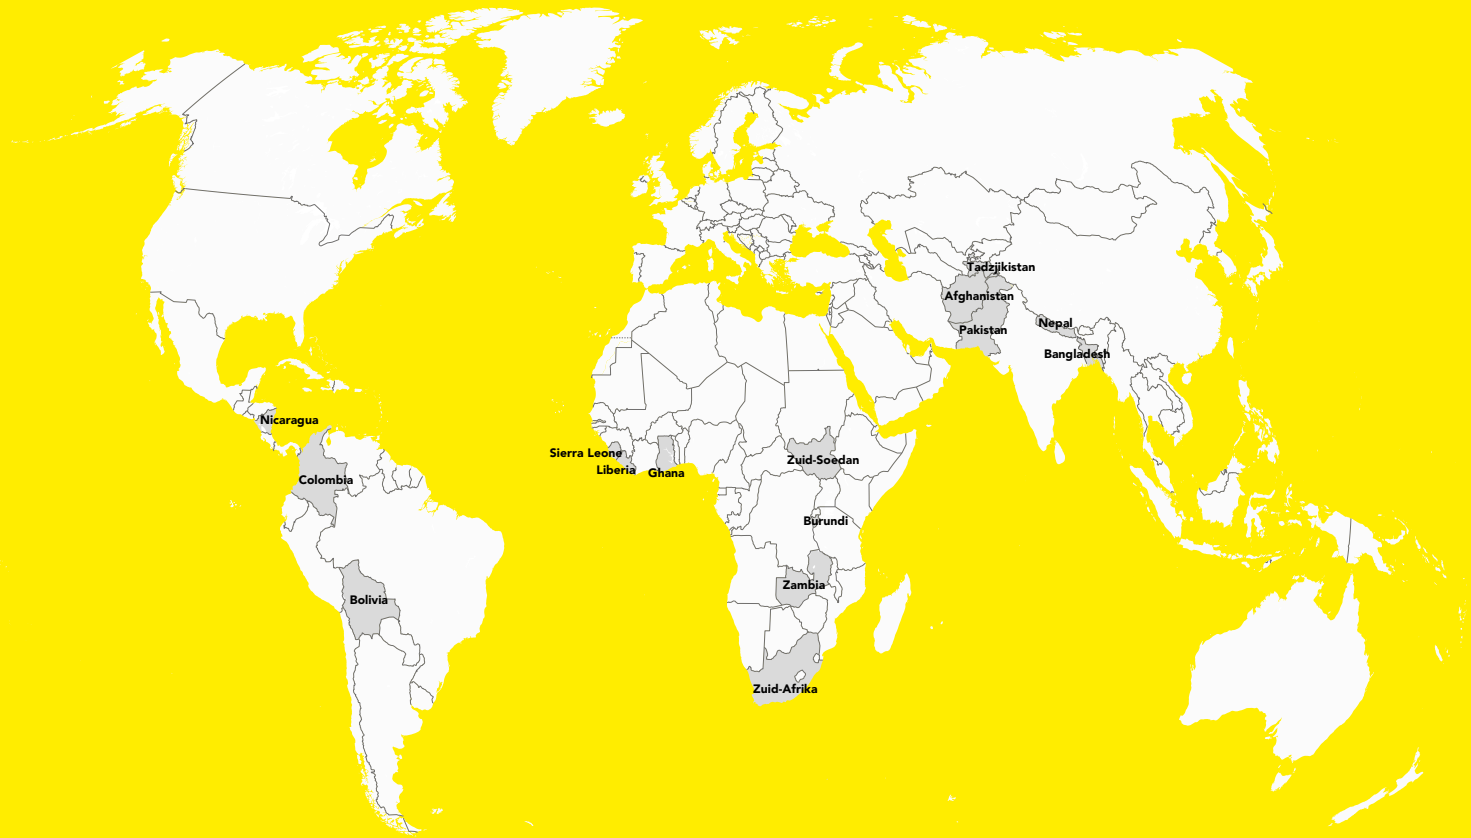 Tadzjikistan
Afghanistan
Nepal
Pakistan
Bangladesh
Nicaragua
Sierra Leone
Zuid-Soedan
Liberia
Ghana
Colombia
Burundi
Zambia
Bolivia
Zuid-Afrika